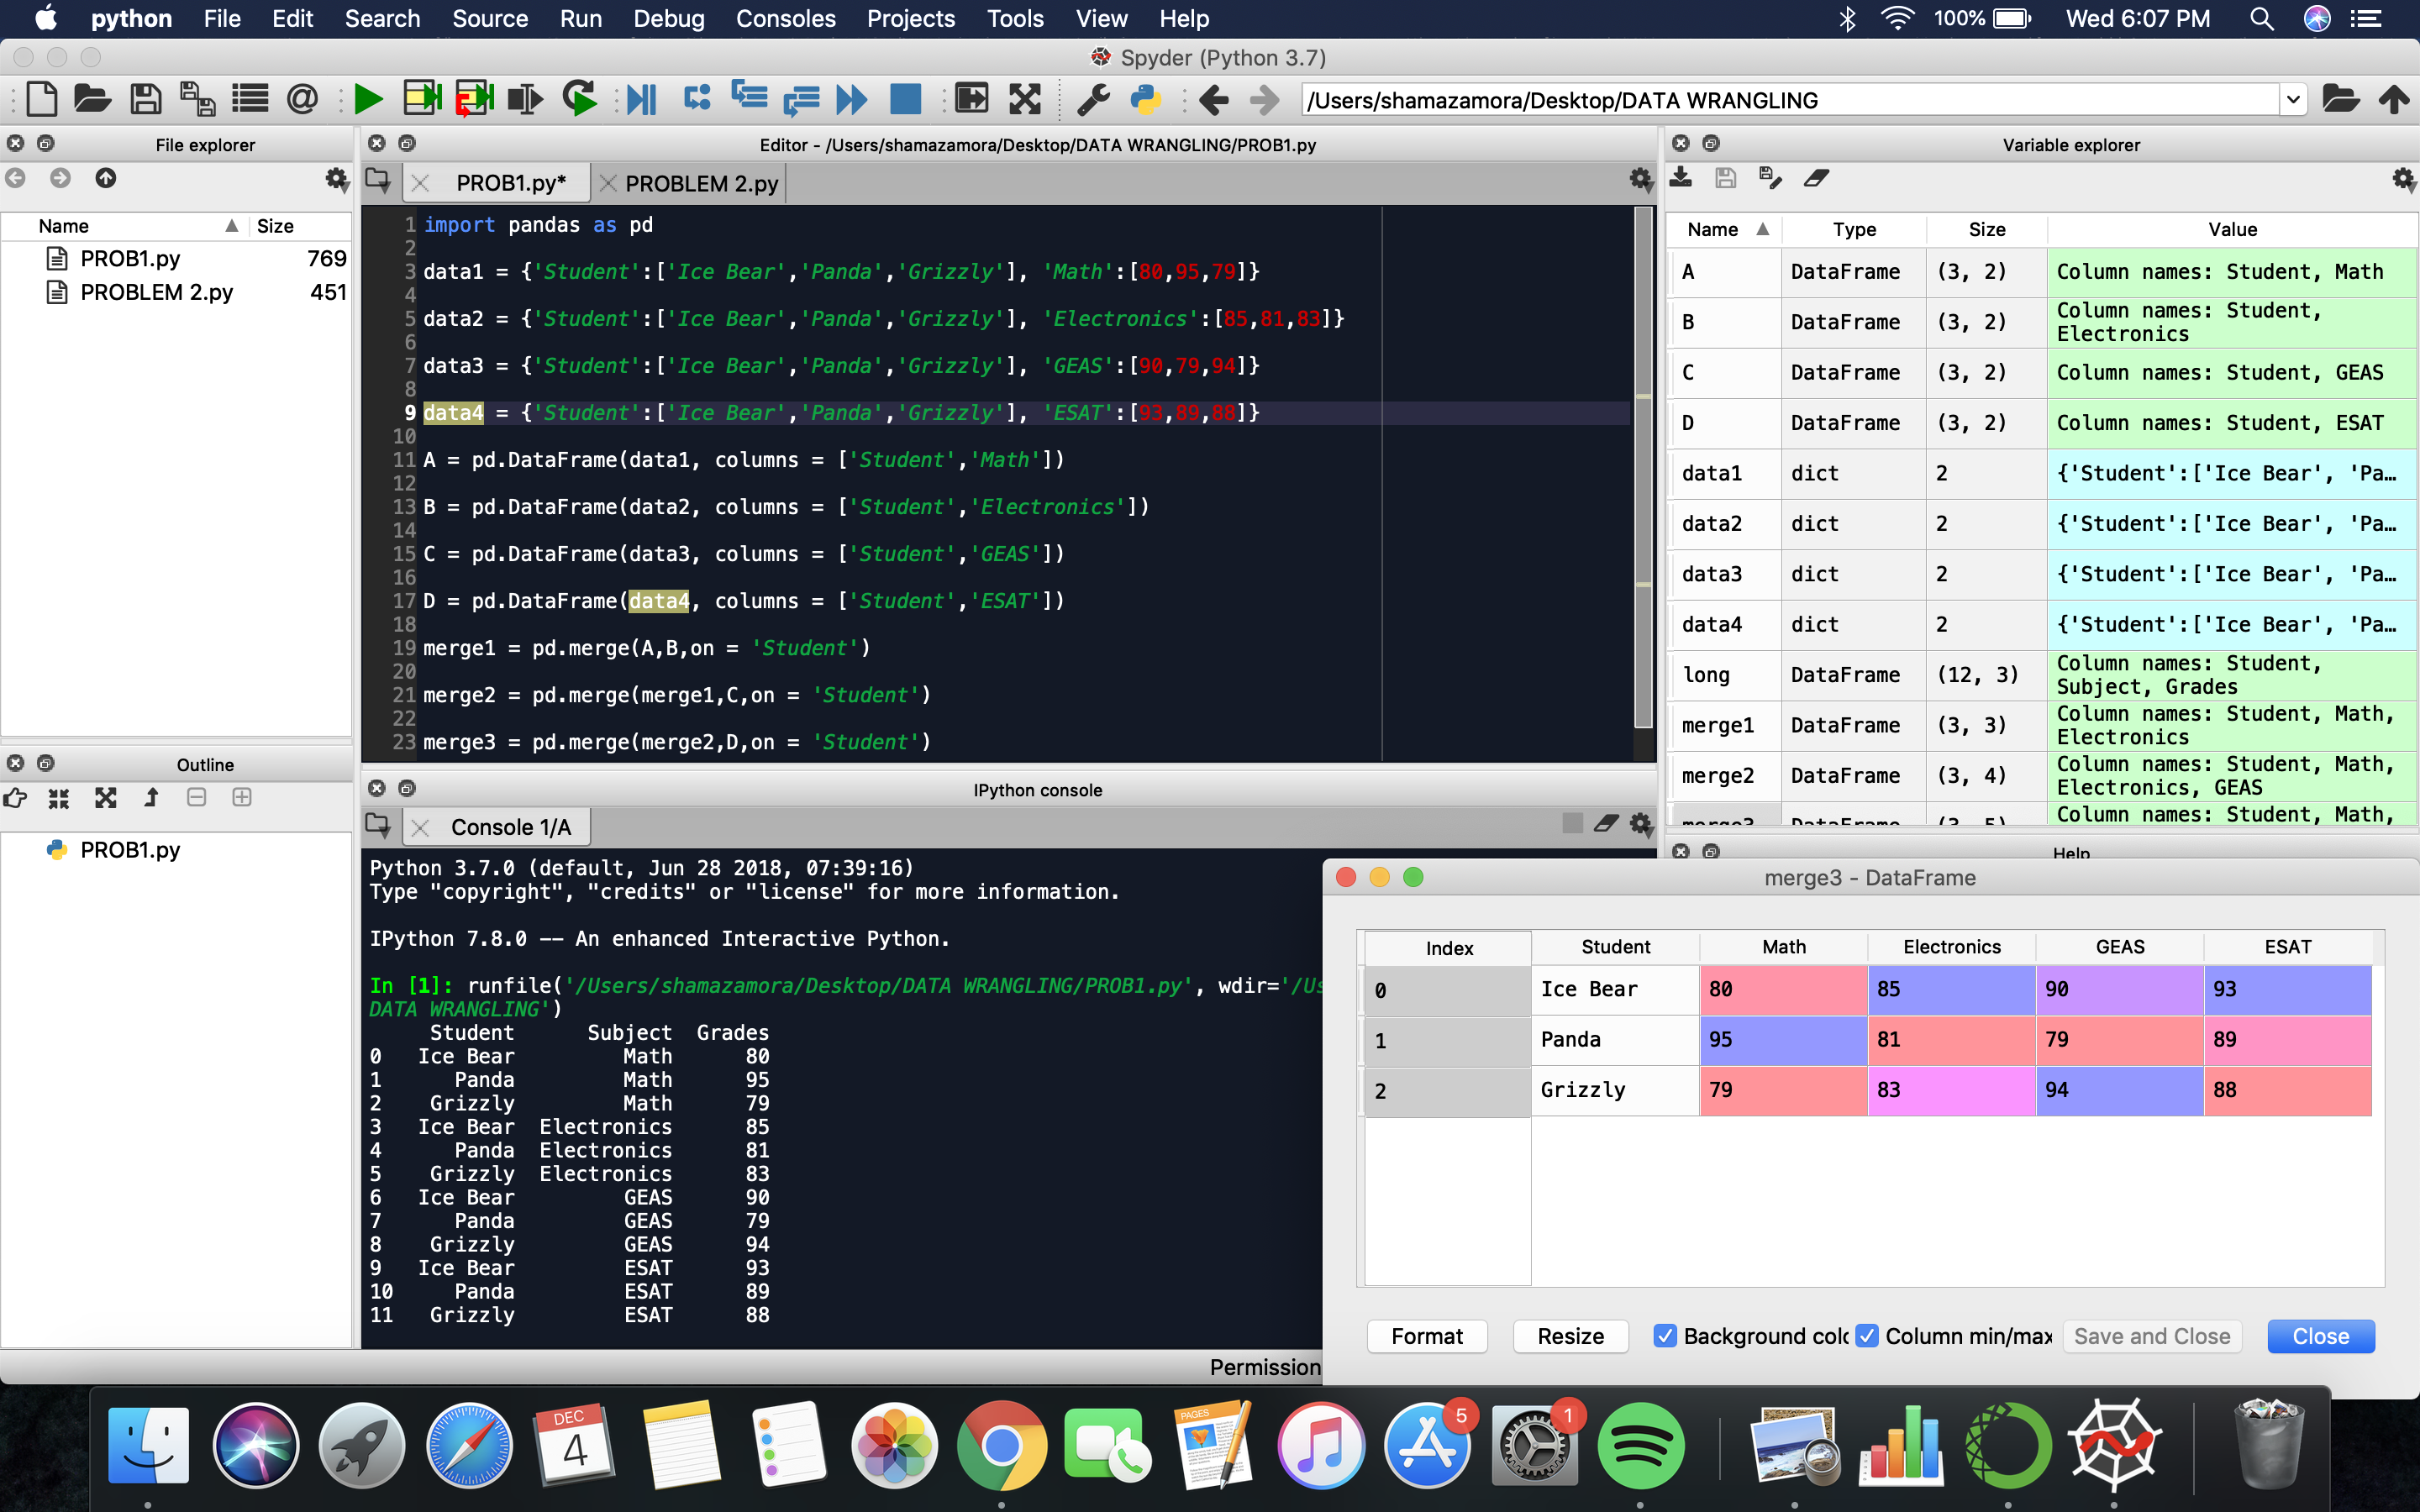 python File Edit Search Source Run Debug Consoles Projects Tools View Help 100% Wed 6:07 PM
Spyder (Python 3.7)
/Users/shamazamora/Desktop/DATA WRANGLING
File explorer
Name Size
PROB1.py 769
PROBLEM 2.py 451
Outline
PROB1.py
Editor - /Users/shamazamora/Desktop/DATA WRANGLING/PROB1.py
PROB1.py* PROBLEM 2.py
1 import pandas as pd
2
3 data1 = {'Student':['Ice Bear','Panda','Grizzly'], 'Math':[80,95,79]}
4
5 data2 = {'Student':['Ice Bear','Panda','Grizzly'], 'Electronics':[85,81,83]}
6
7 data3 = {'Student':['Ice Bear','Panda','Grizzly'], 'GEAS':[90,79,94]}
8
9 data4 = {'Student':['Ice Bear','Panda','Grizzly'], 'ESAT':[93,89,88]}
10
11 A = pd.DataFrame(data1, columns = ['Student','Math'])
12
13 B = pd.DataFrame(data2, columns = ['Student','Electronics'])
14
15 C = pd.DataFrame(data3, columns = ['Student','GEAS'])
16
17 D = pd.DataFrame(data4, columns = ['Student','ESAT'])
18
19 merge1 = pd.merge(A,B,on = 'Student')
20
21 merge2 = pd.merge(merge1,C,on = 'Student')
22
23 merge3 = pd.merge(merge2,D,on = 'Student')
IPython console
Console 1/A
Python 3.7.0 (default, Jun 28 2018, 07:39:16)
Type "copyright", "credits" or "license" for more information.
IPython 7.8.0 -- An enhanced Interactive Python.
In [1]: runfile('/Users/shamazamora/Desktop/DATA WRANGLING/PROB1.py', wdir='/Us
DATA WRANGLING')
Student Subject Grades
0 Ice Bear Math 80
1 Panda Math 95
2 Grizzly Math 79
3 Ice Bear Electronics 85
4 Panda Electronics 81
5 Grizzly Electronics 83
6 Ice Bear GEAS 90
7 Panda GEAS 79
8 Grizzly GEAS 94
9 Ice Bear ESAT 93
10 Panda ESAT 89
11 Grizzly ESAT 88
Permission
Variable explorer
Name Type Size Value
A DataFrame (3, 2) Column names: Student, Math
B DataFrame (3, 2) Column names: Student,
Electronics
C DataFrame (3, 2) Column names: Student, GEAS
D DataFrame (3, 2) Column names: Student, ESAT
data1 dict 2 {'Student':['Ice Bear', 'Pa…
data2 dict 2 {'Student':['Ice Bear', 'Pa…
data3 dict 2 {'Student':['Ice Bear', 'Pa…
data4 dict 2 {'Student':['Ice Bear', 'Pa…
long DataFrame (12, 3) Column names: Student,
Subject, Grades
merge1 DataFrame (3, 3) Column names: Student, Math,
Electronics
merge2 DataFrame (3, 4) Column names: Student, Math,
Electronics, GEAS
merge3 DataFrame (3, 5) Column names: Student, Math,
Help
merge3 - DataFrame
Index Student Math Electronics GEAS ESAT
0 Ice Bear 80 85 90 93
1 Panda 95 81 79 89
2 Grizzly 79 83 94 88
Format Resize Background colo Column min/max Save and Close Close
DEC
4
PAGES
5
1